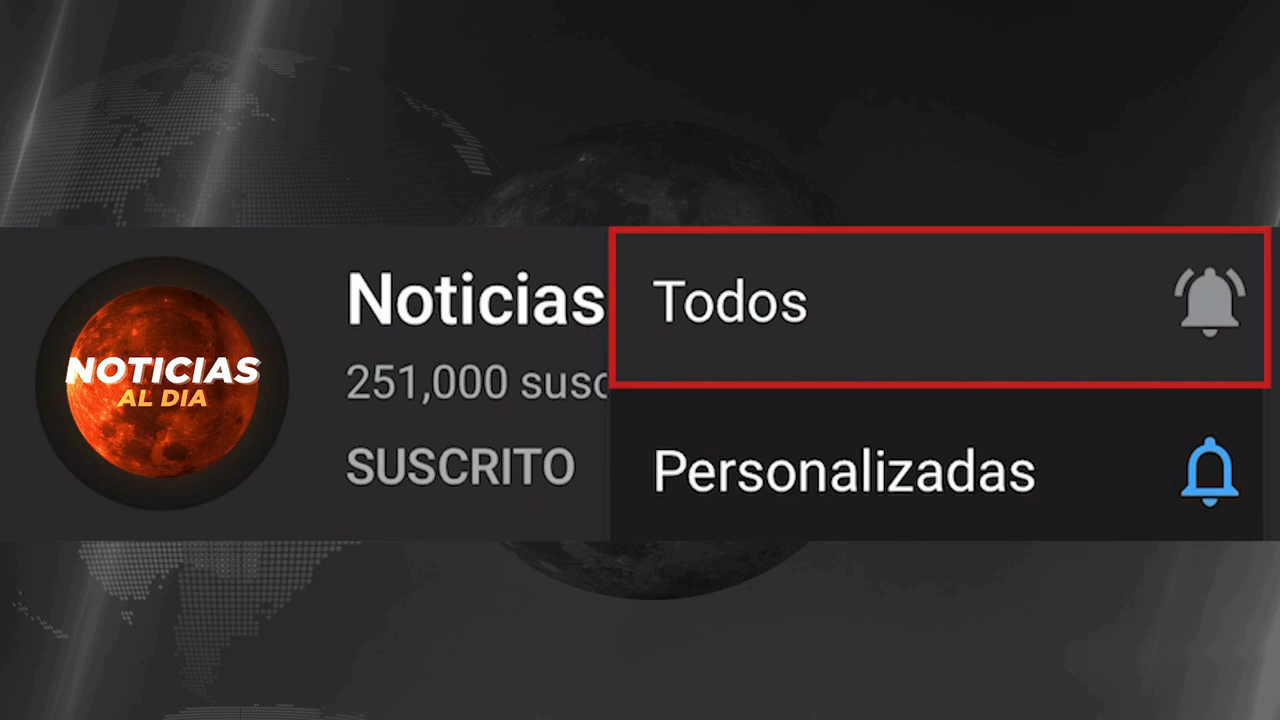 NOTICIAS
AL DIA
Noticias
251,000 susc
SUSCRITO
Todos
Personalizadas